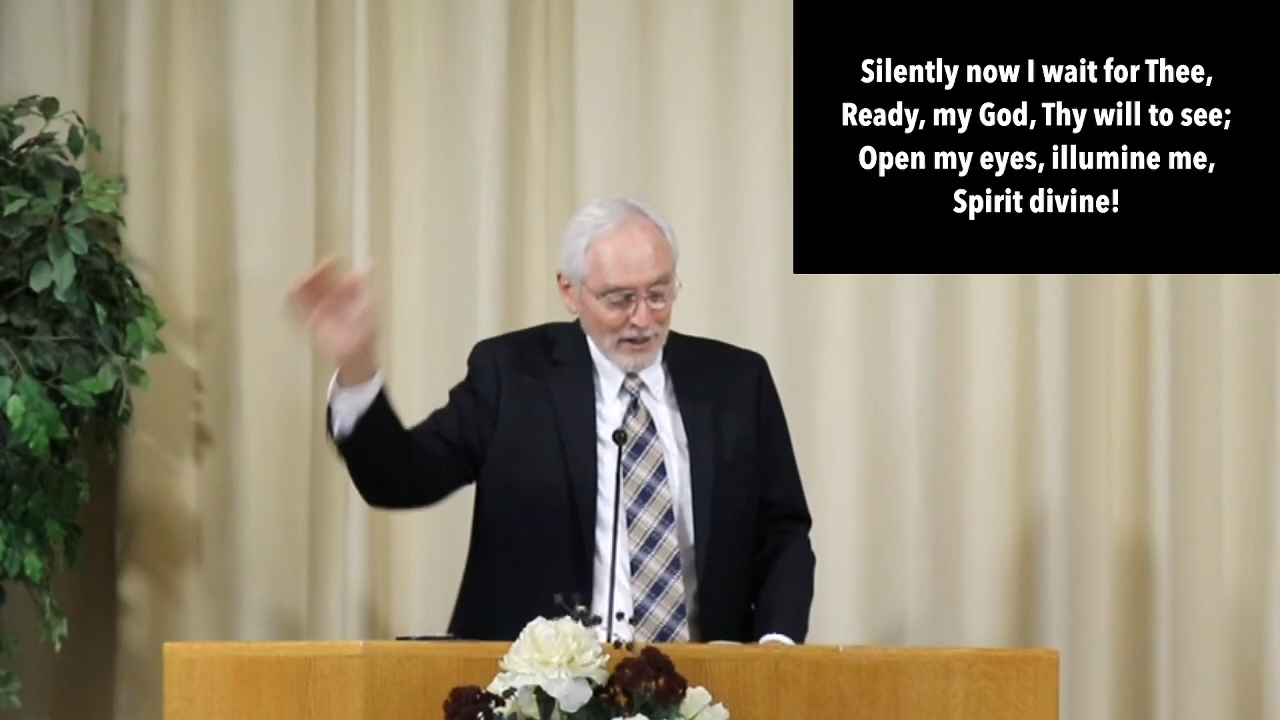 Silently now I wait for Thee,
Ready, my God, Thy will to see;
Open my eyes, illumine me,
Spirit divine!